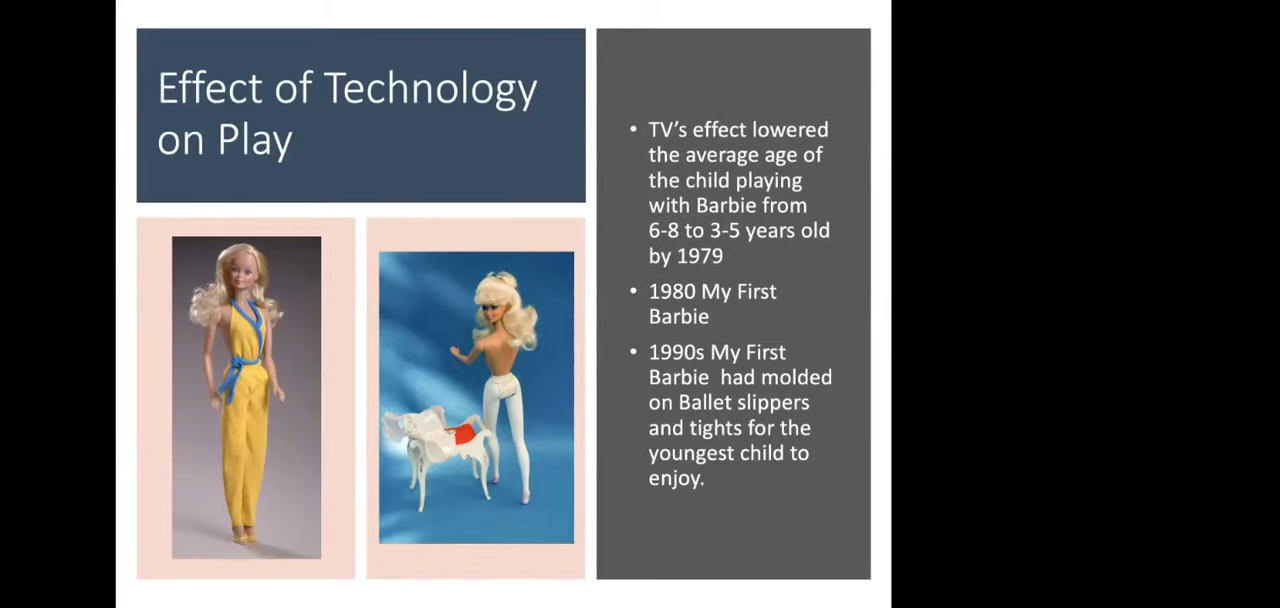 Effect of Technology
on Play
• TV’s effect lowered
the average age of
the child playing
with Barbie from
6-8 to 3-5 years old
by 1979
• 1980 My First
Barbie
• 1990s My First
Barbie  had molded
on Ballet slippers
and tights for the
youngest child to
enjoy.